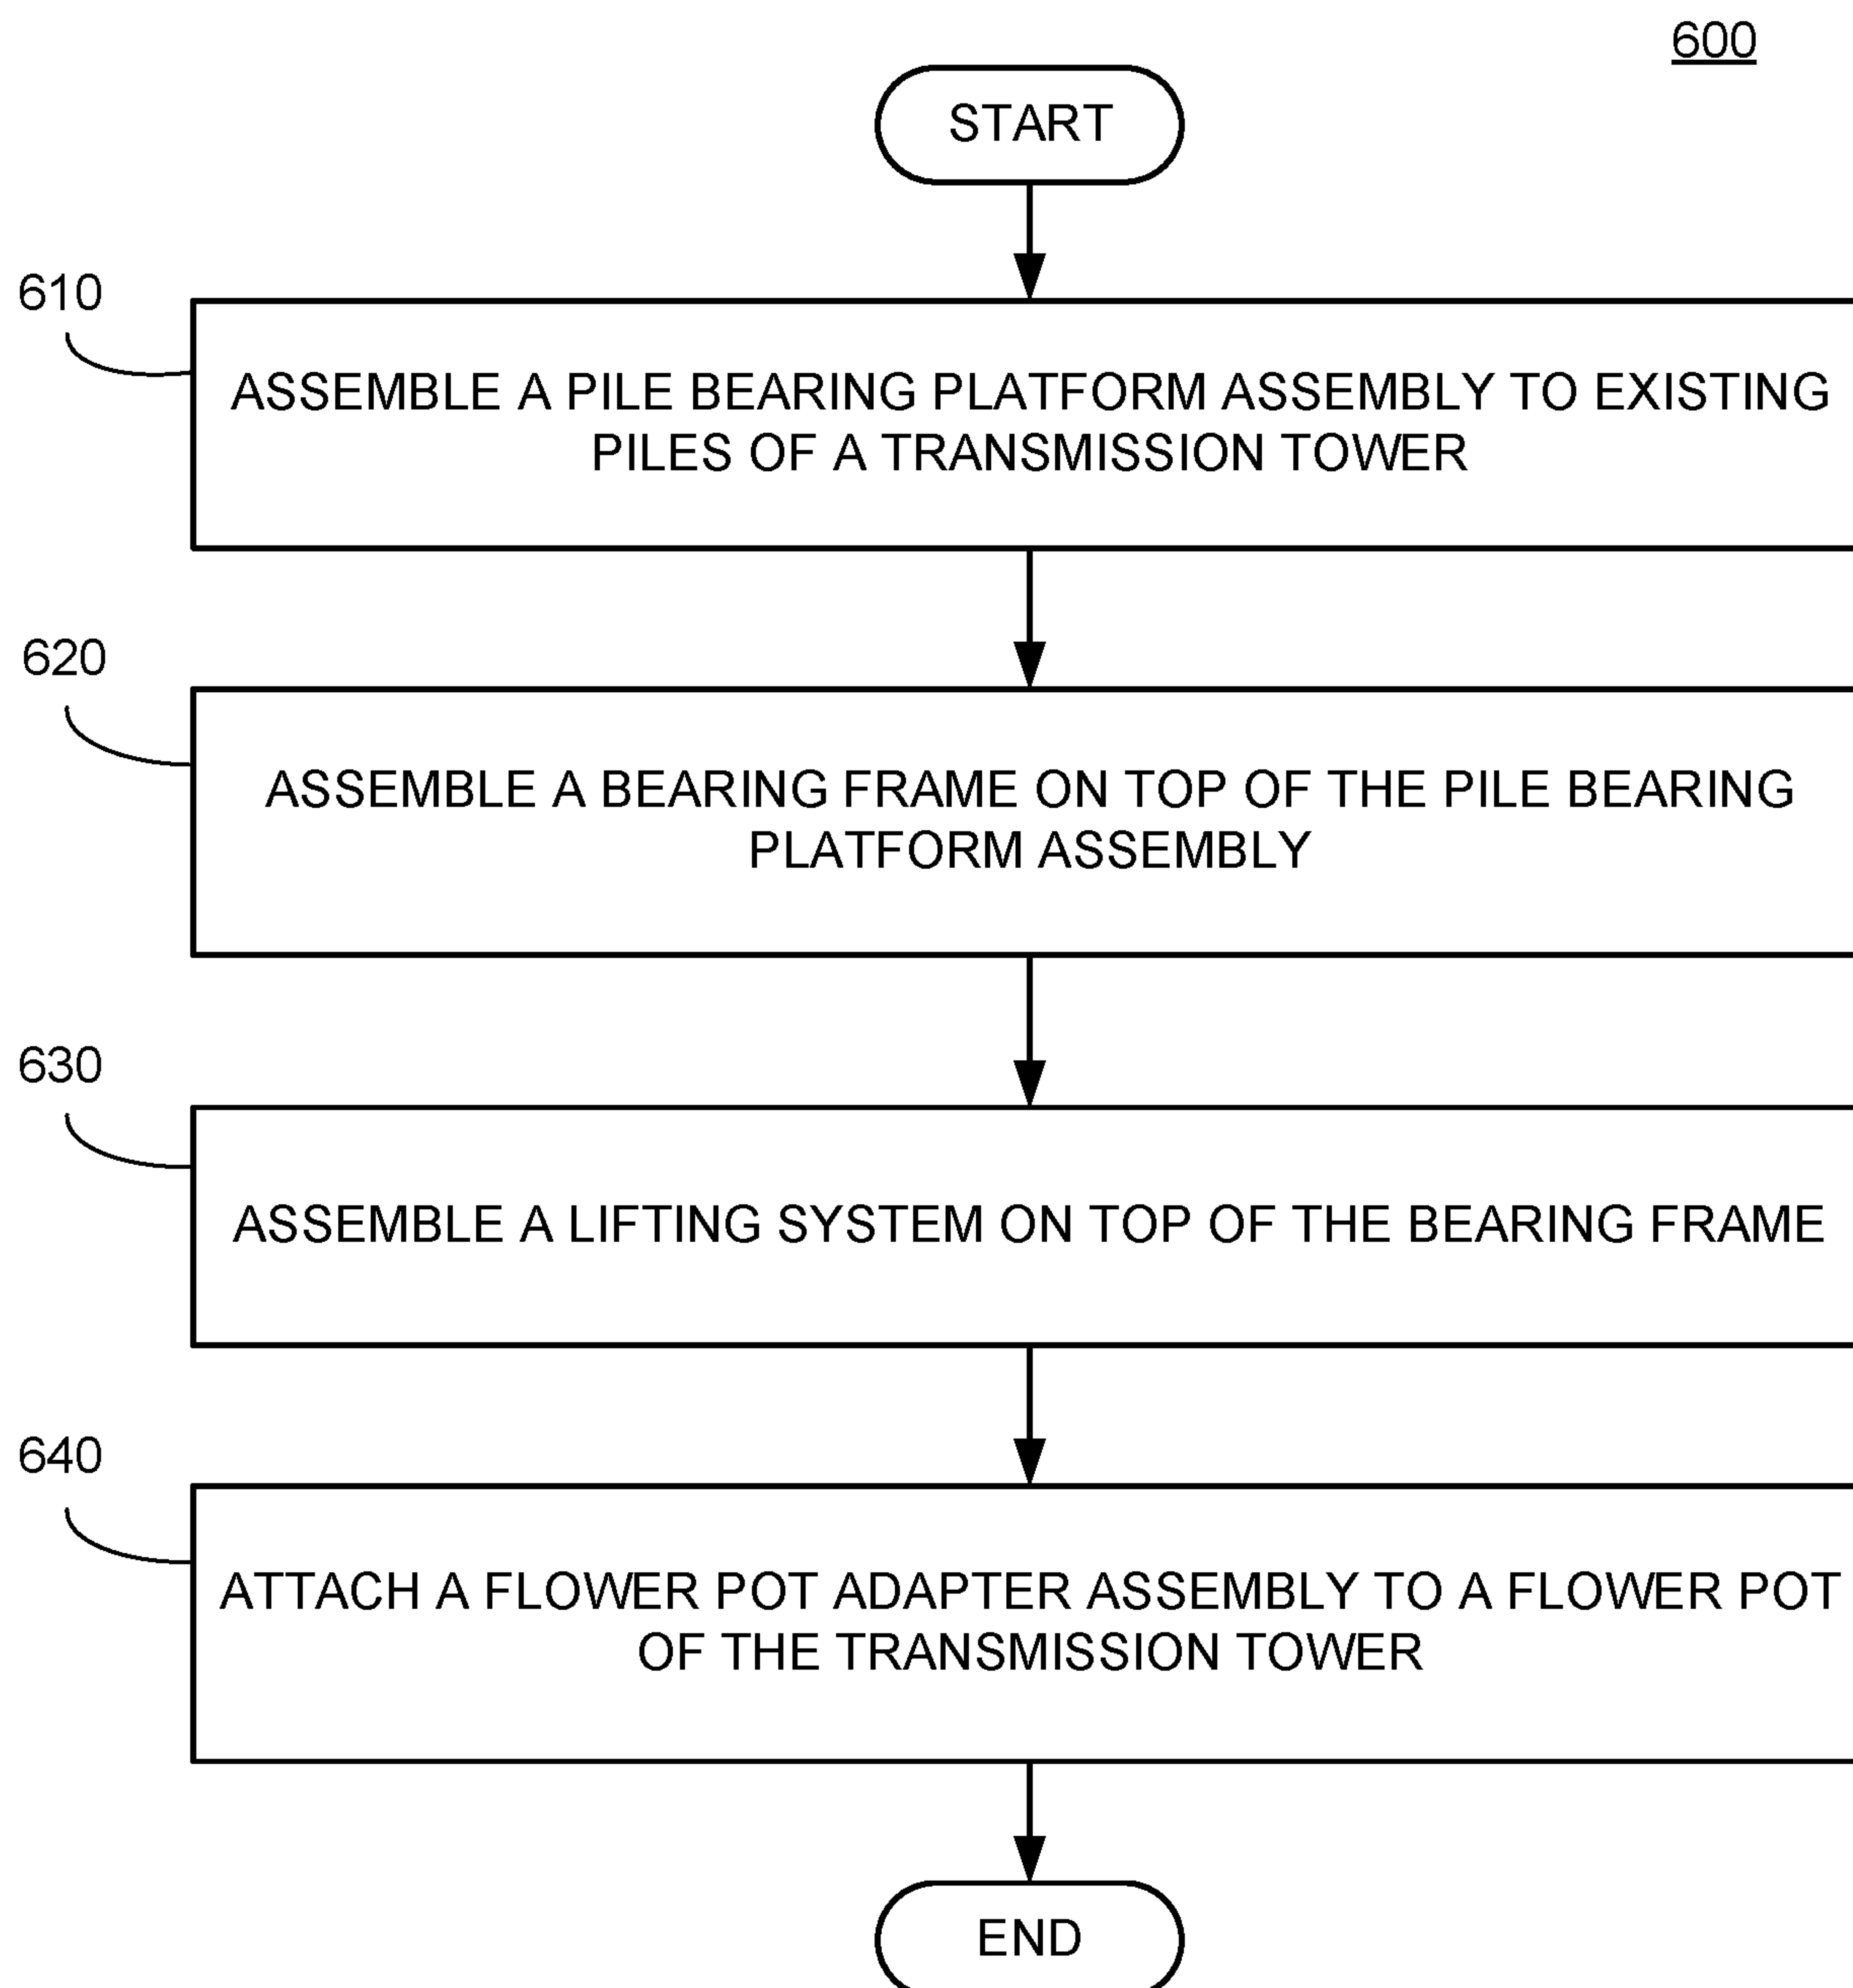 600
START
610
ASSEMBLE A PILE BEARING PLATFORM ASSEMBLY TO EXISTING
PILES OF A TRANSMISSION TOWER
620
ASSEMBLE A BEARING FRAME ON TOP OF THE PILE BEARING
PLATFORM ASSEMBLY
630
ASSEMBLE A LIFTING SYSTEM ON TOP OF THE BEARING FRAME
640
ATTACH A FLOWER POT ADAPTER ASSEMBLY TO A FLOWER POT
OF THE TRANSMISSION TOWER
END